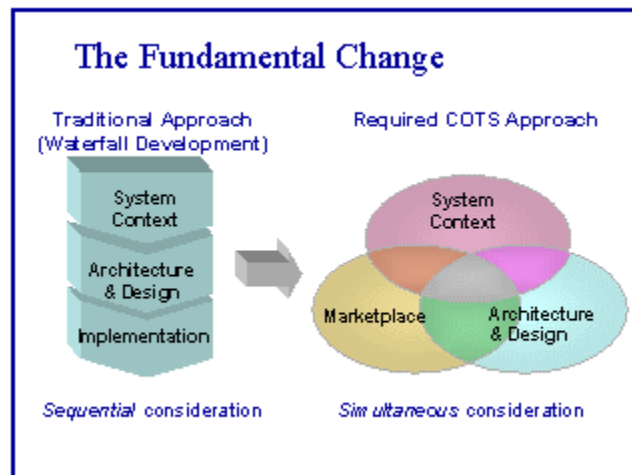 The Fundamental Change
Traditional Approach
(Waterfall Development)
System
Context
Architecture
& Design
Implementation
Sequential consideration
Required COTS Approach
System
Context
Marketplace
Architecture
& Design
Simultaneous consideration